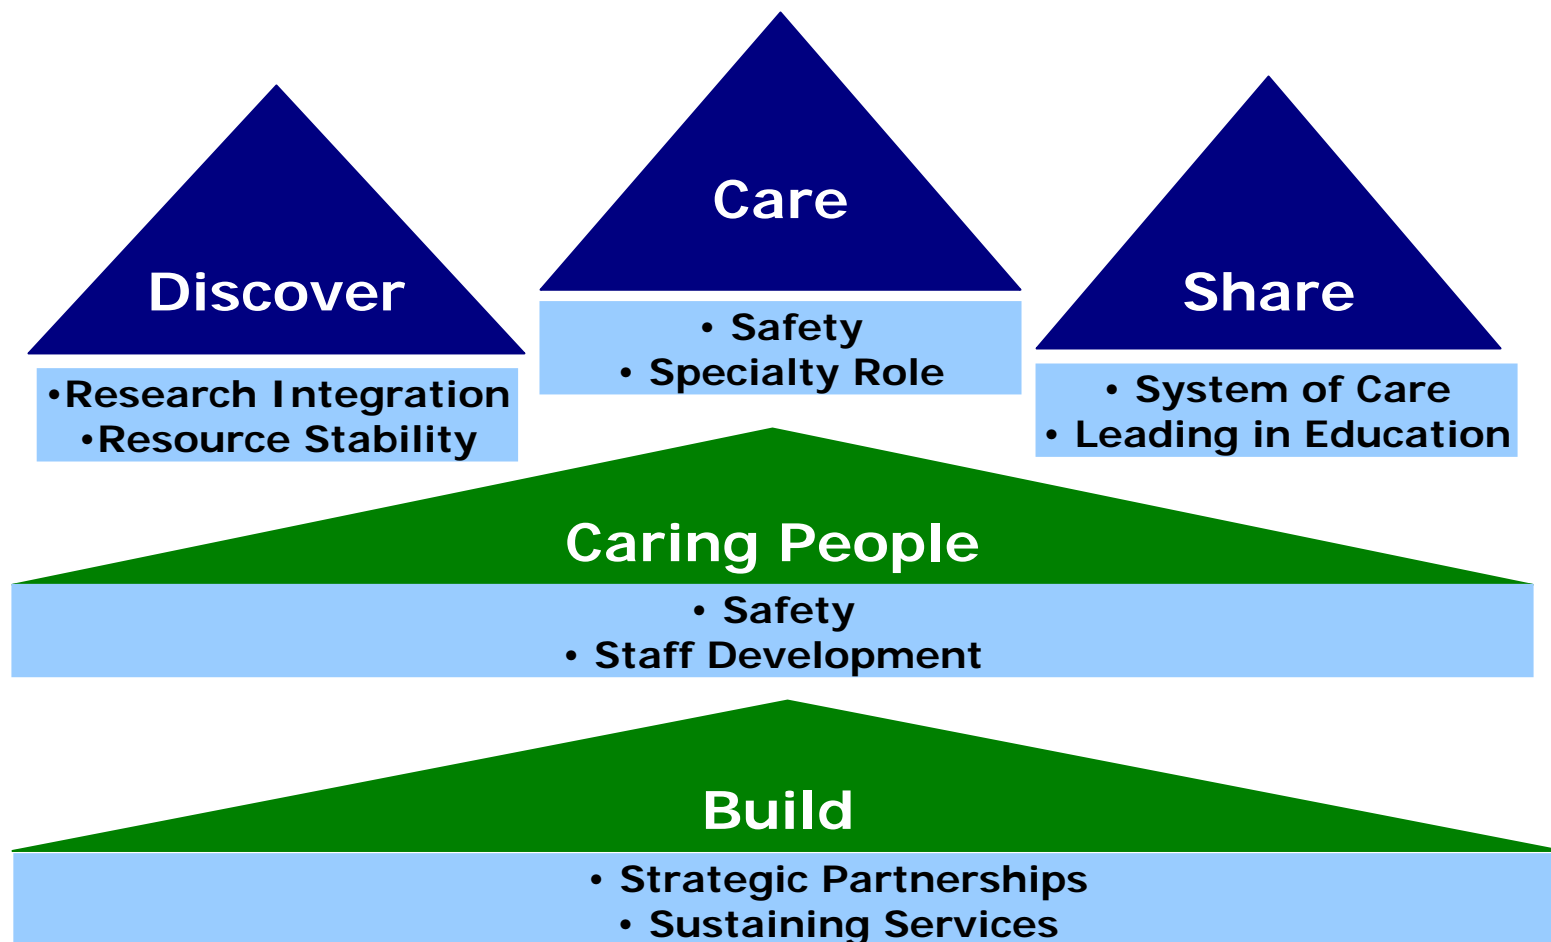 Discover
•Research Integration
•Resource Stability
Care
• Safety
• Specialty Role
Share
• System of Care
• Leading in Education
Caring People
• Safety
• Staff Development
Build
• Strategic Partnerships
• Sustaining Services